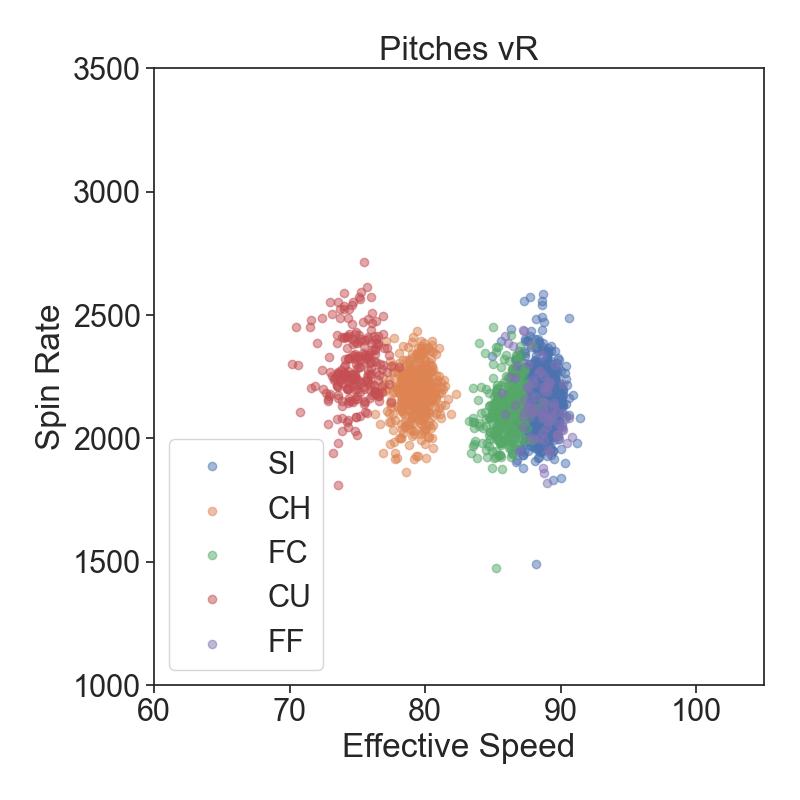 Pitches vR
3500
3000
2500
2000
1500
1000
Spin Rate
SI
CH
FC
CU
FF
60 70 80 90 100
Effective Speed